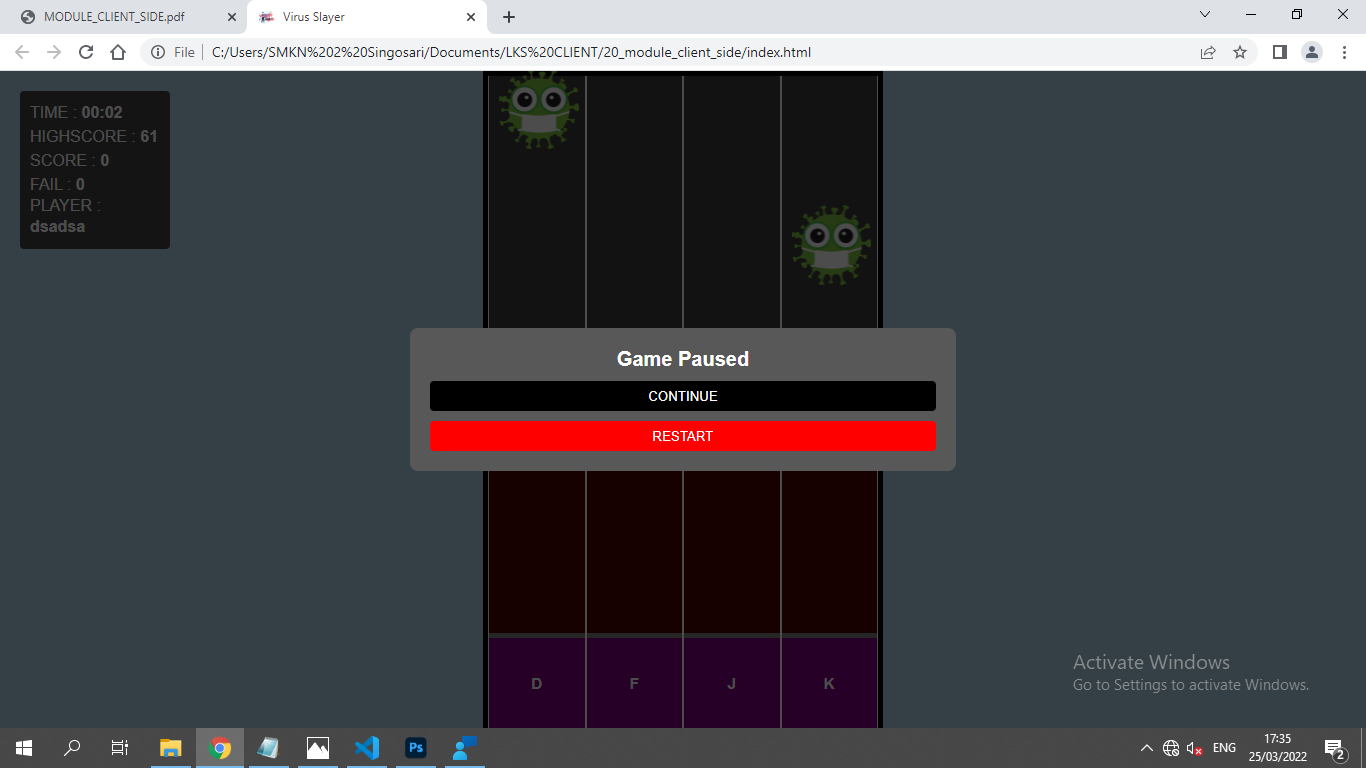 MODULE_CLIENT_SIDE.pdf
Virus Slayer
File
C:/Users/SMKN%202%20Singosari/Documents/LKS%20CLIENT/20_module_client_side/index.html
TIME : 00:02
HIGHSCORE : 61
SCORE : 0
FAIL : 0
PLAYER :
dsadsa
Game Paused
CONTINUE
RESTART
D F J K
Activate Windows
Go to Settings to activate Windows.
Ps
ENG
17:35
25/03/2022
2